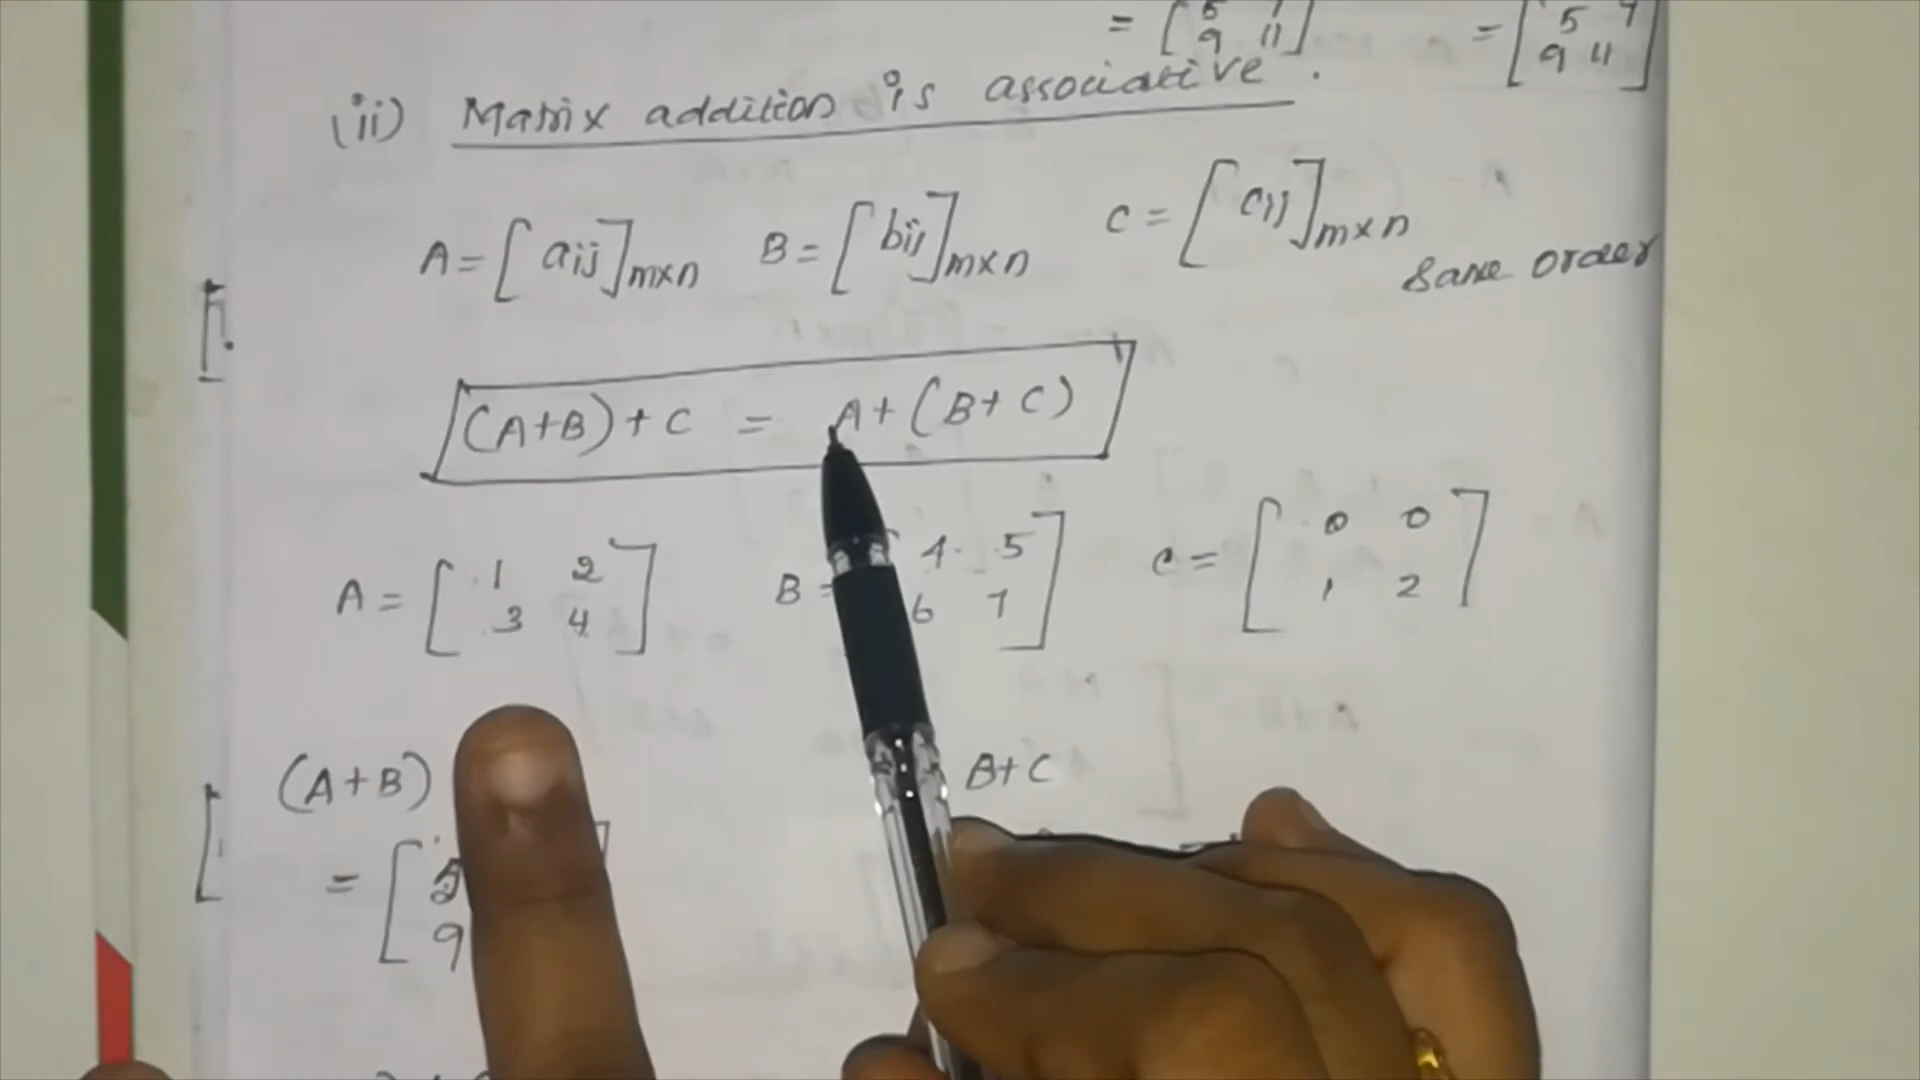 = [5 7] = [5 7]
[9 11] [9 11]
(ii) Matrix addition is associative.
A = [aij]m×n B = [bij]m×n C = [cij]m×n
same order
(A+B)+C = A+(B+C)
A = [1 2 B = 4 5] C = [0 0
3 4] 6 7] 1 2]
(A+B) B+C
= [5
9